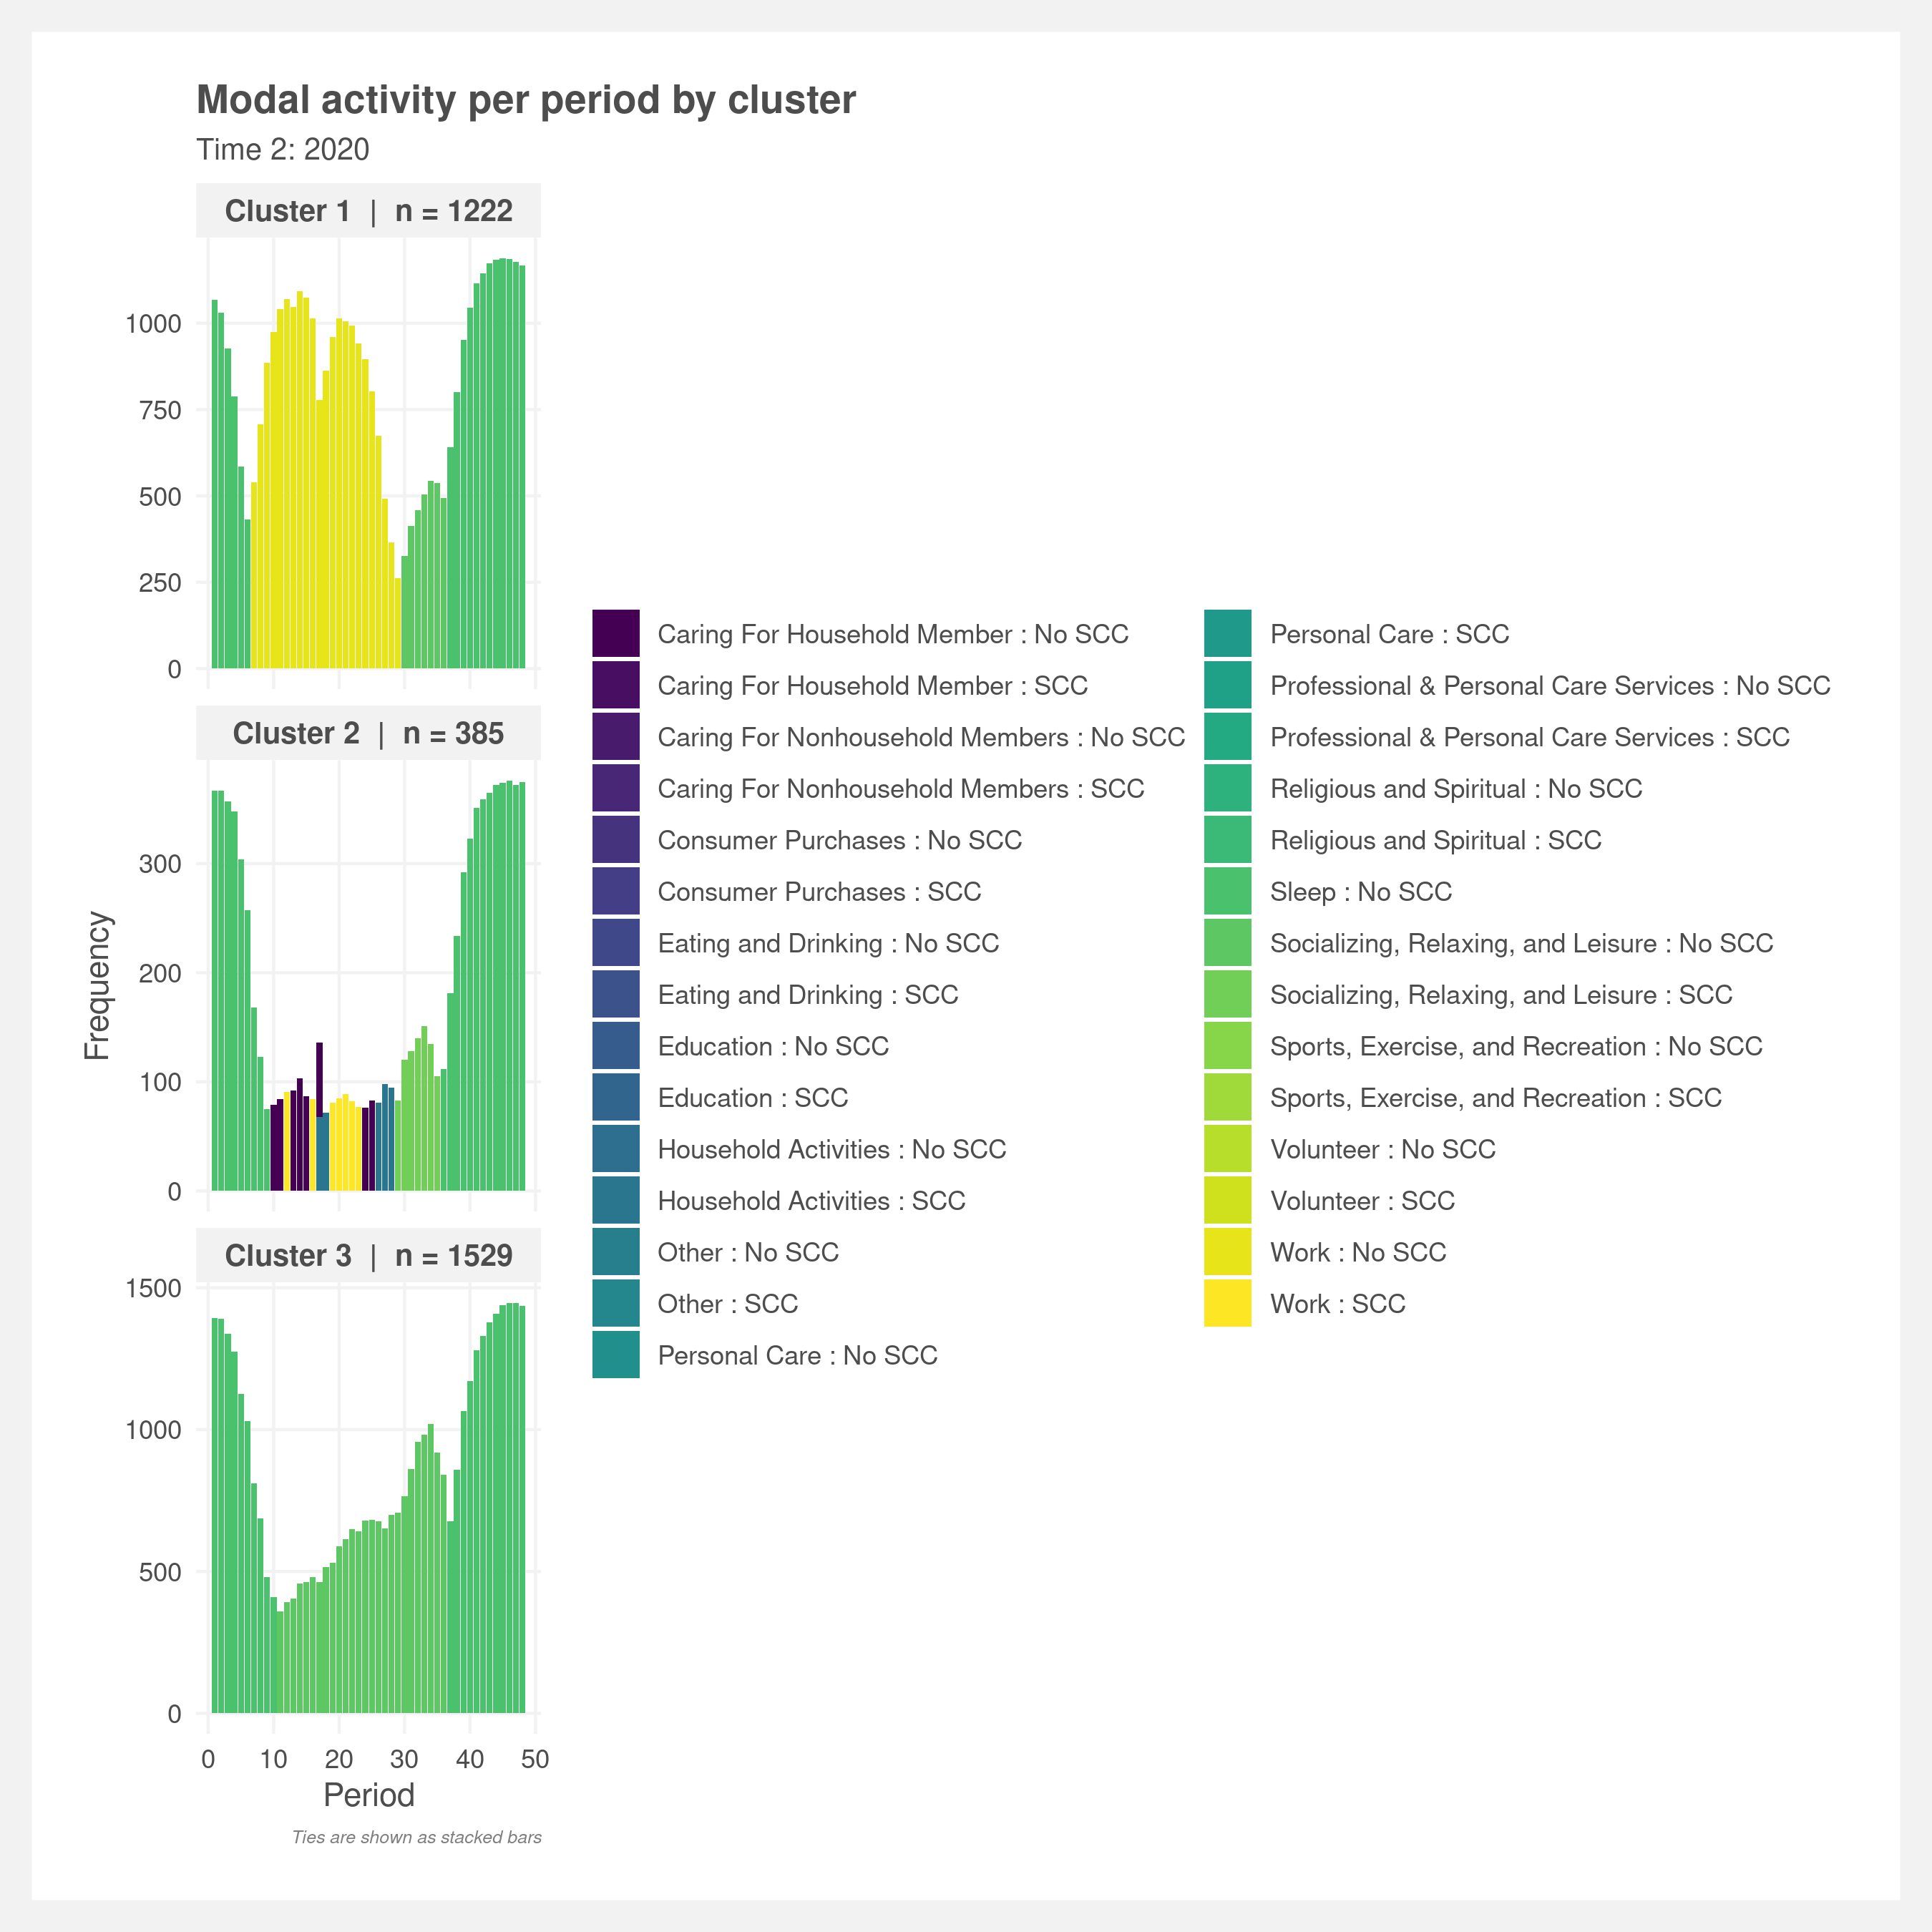 Modal activity per period by cluster
Time 2: 2020
Cluster 1 | n = 1222
1000
750
500
250
0
Cluster 2 | n = 385
300
200
100
0
Cluster 3 | n = 1529
1500
1000
500
0
0 10 20 30 40 50
Period
Frequency
Ties are shown as stacked bars
Caring For Household Member : No SCC
Caring For Household Member : SCC
Caring For Nonhousehold Members : No SCC
Caring For Nonhousehold Members : SCC
Consumer Purchases : No SCC
Consumer Purchases : SCC
Eating and Drinking : No SCC
Eating and Drinking : SCC
Education : No SCC
Education : SCC
Household Activities : No SCC
Household Activities : SCC
Other : No SCC
Other : SCC
Personal Care : No SCC
Personal Care : SCC
Professional & Personal Care Services : No SCC
Professional & Personal Care Services : SCC
Religious and Spiritual : No SCC
Religious and Spiritual : SCC
Sleep : No SCC
Socializing, Relaxing, and Leisure : No SCC
Socializing, Relaxing, and Leisure : SCC
Sports, Exercise, and Recreation : No SCC
Sports, Exercise, and Recreation : SCC
Volunteer : No SCC
Volunteer : SCC
Work : No SCC
Work : SCC